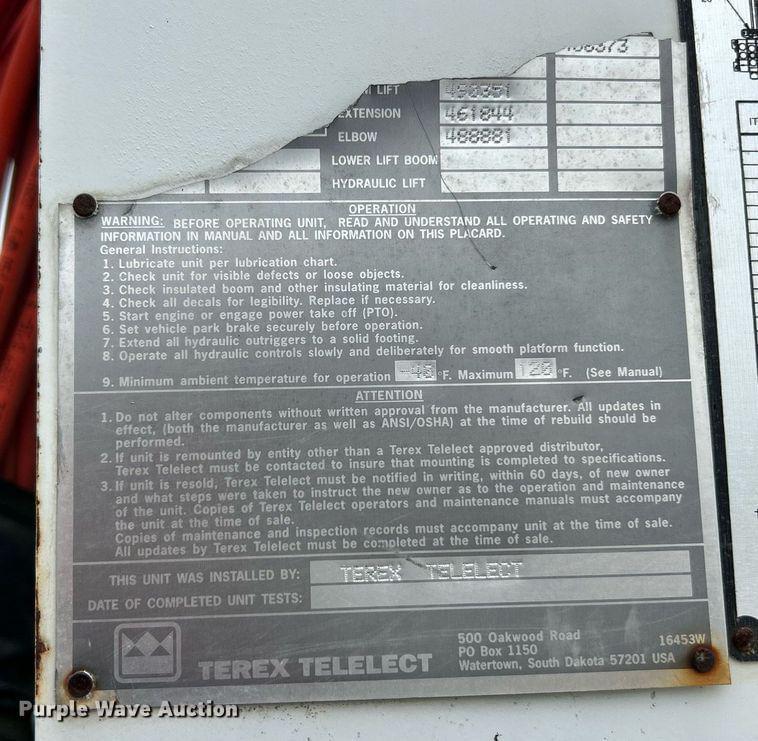 LIFT
EXTENSION 461844
ELBOW 488881
LOWER LIFT BOOM
HYDRAULIC LIFT
OPERATION
WARNING: BEFORE OPERATING UNIT, READ AND UNDERSTAND ALL OPERATING AND SAFETY
INFORMATION IN MANUAL AND ALL INFORMATION ON THIS PLACARD.
General Instructions:
1. Lubricate unit per lubrication chart.
2. Check unit for visible defects or loose objects.
3. Check insulated boom and other insulating material for cleanliness.
4. Check all decals for legibility. Replace if necessary.
5. Start engine or engage power take off (PTO).
6. Set vehicle park brake securely before operation.
7. Extend all hydraulic outriggers to a solid footing.
8. Operate all hydraulic controls slowly and deliberately for smooth platform function.
9. Minimum ambient temperature for operation -40 °F. Maximum 120 °F. (See Manual)
ATTENTION
1. Do not alter components without written approval from the manufacturer. All updates in
effect, (both the manufacturer as well as ANSI/OSHA) at the time of rebuild should be
performed.
2. If unit is remounted by entity other than a Terex Telelect approved distributor,
Terex Telelect must be contacted to insure that mounting is completed to specifications.
3. If unit is resold, Terex Telelect must be notified in writing, within 60 days, of new owner
and what steps were taken to instruct the new owner as to the operation and maintenance
of the unit. Copies of Terex Telelect operators and maintenance manuals must accompany
the unit at the time of sale.
Copies of maintenance and inspection records must accompany unit at the time of sale.
All updates by Terex Telelect must be completed at the time of sale.
THIS UNIT WAS INSTALLED BY: TEREX TELELECT
DATE OF COMPLETED UNIT TESTS:
TEREX TELELECT
500 Oakwood Road
PO Box 1150
Watertown, South Dakota 57201 USA
16453W
Purple Wave Auction